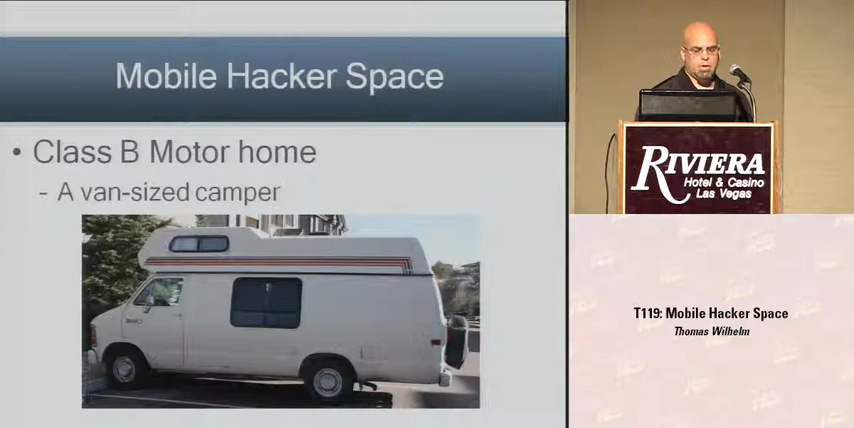 Mobile Hacker Space
• Class B Motor home
- A van-sized camper
RIVIERA
Hotel & Casino
Las Vegas
T119: Mobile Hacker Space
Thomas Wilhelm